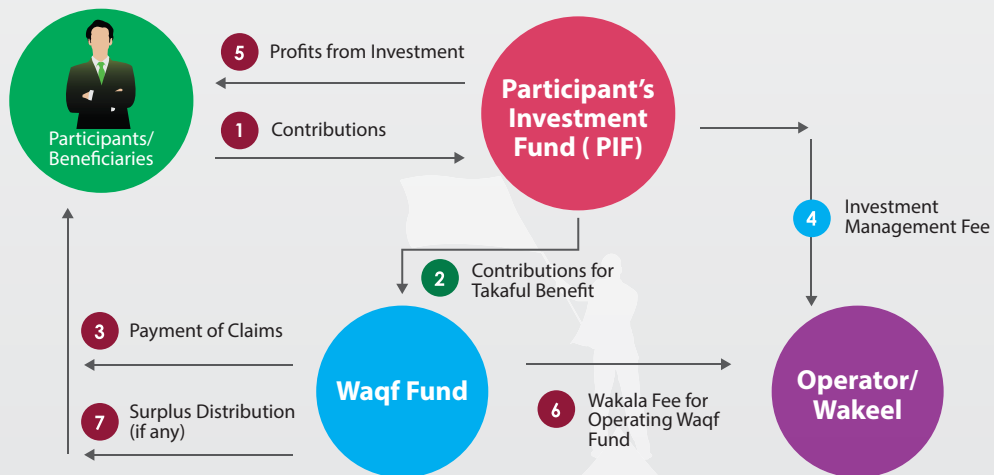 5
Profits from Investment
1
Contributions
Participants/
Beneficiaries
Participant's
Investment
Fund ( PIF)
4
Investment
Management Fee
2
Contributions for
Takaful Benefit
3
Payment of Claims
7
Surplus Distribution
(if any)
Waqf Fund
6
Wakala Fee for
Operating Waqf
Fund
Operator/
Wakeel